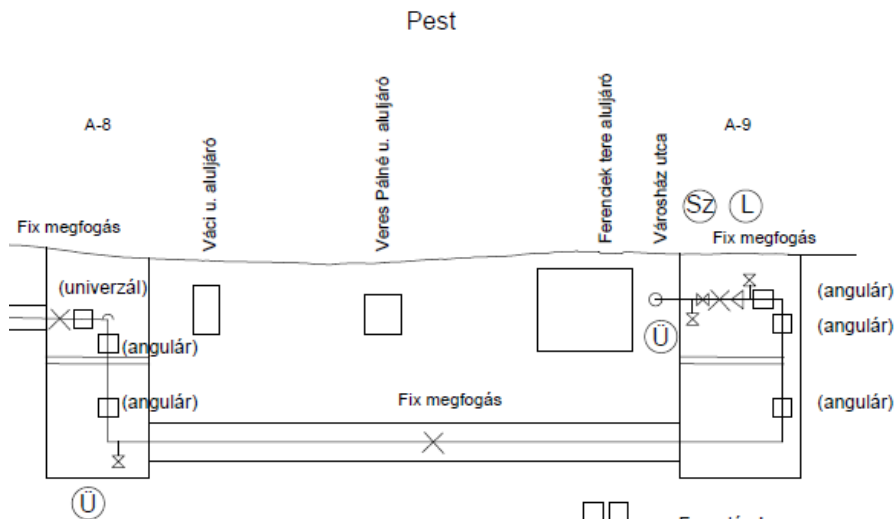 Pest
A-8
Váci u. aluljáró
Veres Pálné u. aluljáró
Ferenciek tere aluljáró
Városház utca
A-9
Sz
L
Fix megfogás
Fix megfogás
(univerzál)
(angulár)
(angulár)
(angulár)
Ü
(angulár)
(angulár)
Fix megfogás
(angulár)
Ü